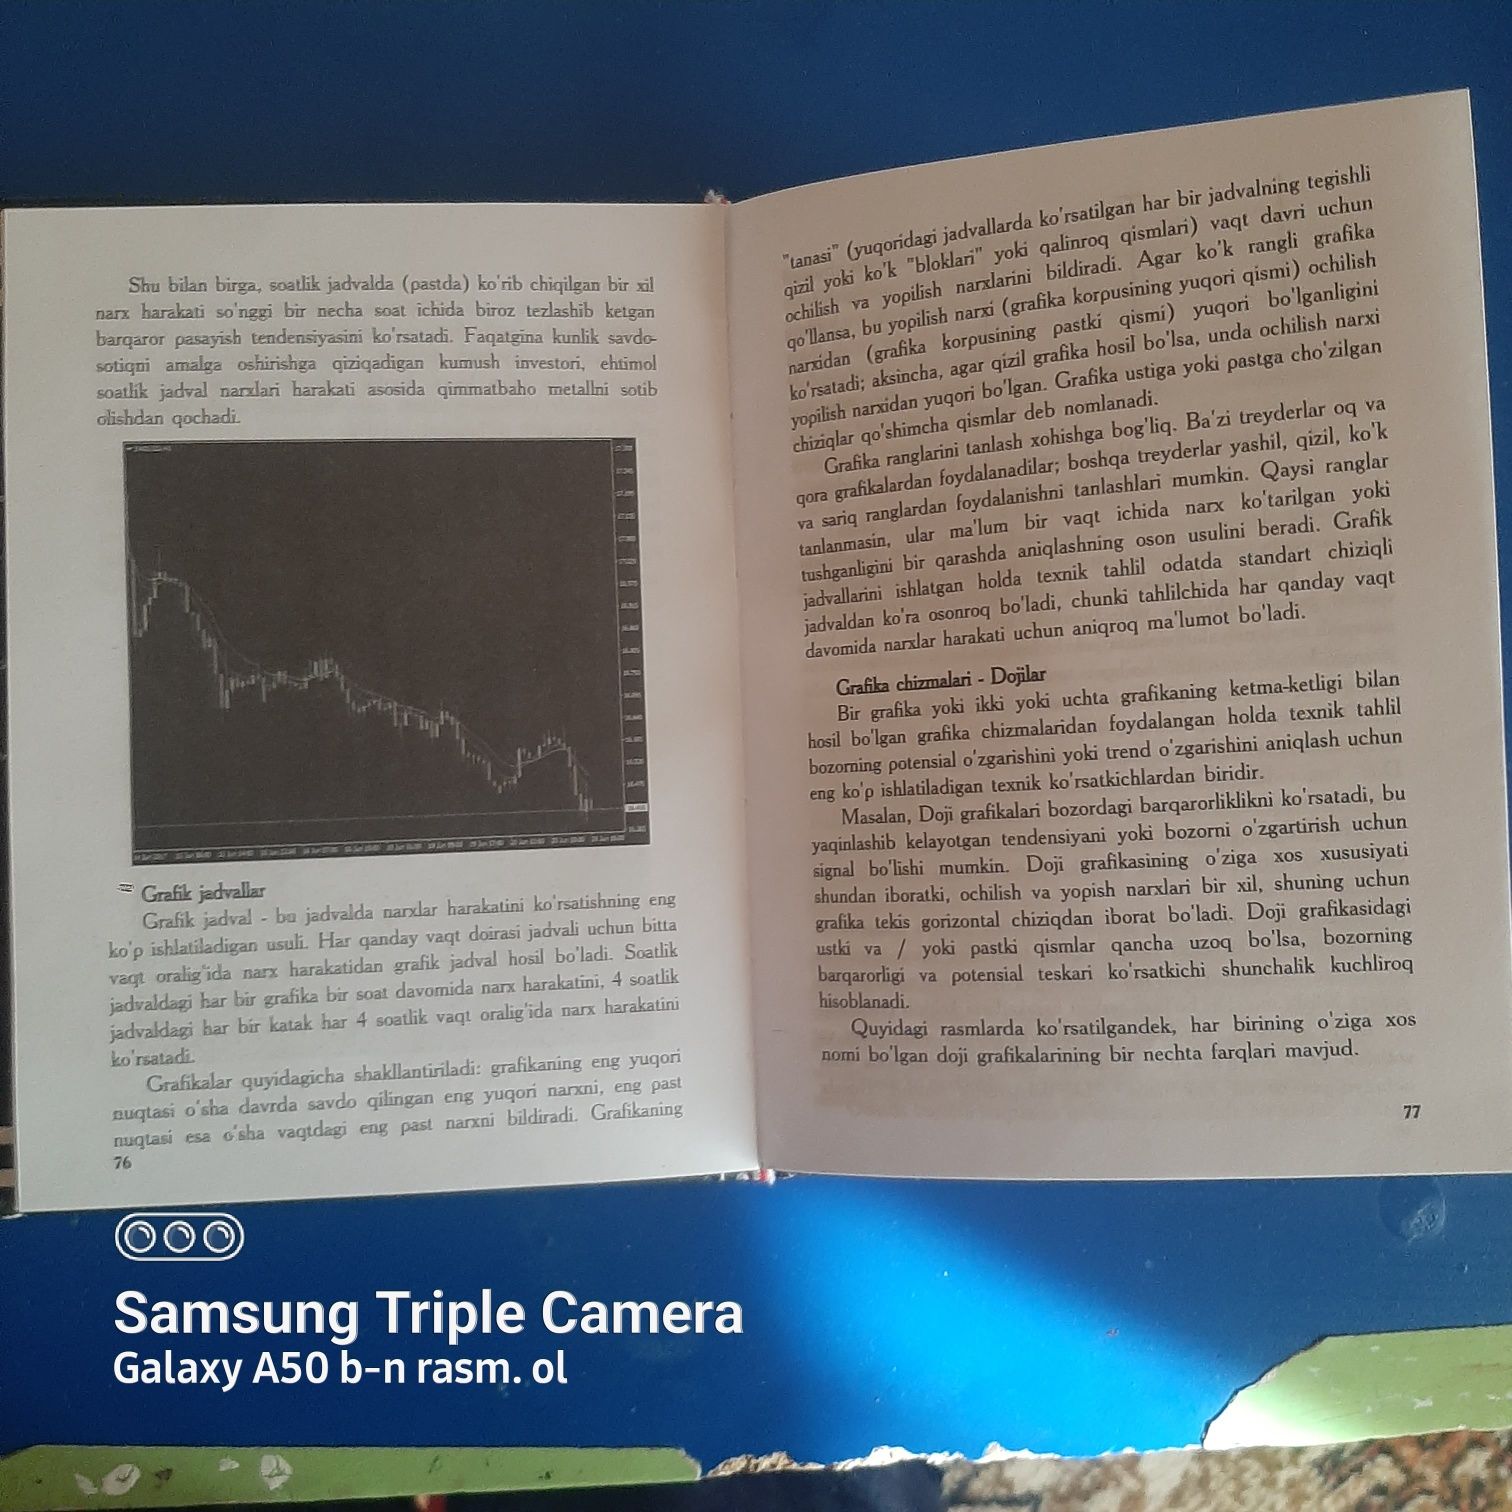 Shu bilan birga, soatlik jadvalda (pastda) ko'rib chiqilgan bir xil
narx harakati so'nggi bir necha soat ichida biroz tezlashib ketgan
barqaror pasayish tendensiyasini ko'rsatadi. Faqatgina kunlik savdo-
sotiqni amalga oshirishga qiziqadigan kumush investori, ehtimol
soatlik jadval narxlari harakati asosida qimmatbaho metallni sotib
olishdan qochadi.
Grafik jadvallar
Grafik jadval - bu jadvalda narxlar harakatini ko'rsatishning eng
ko'p ishlatiladigan usuli. Har qanday vaqt doirasi jadvali uchun bitta
vaqt oralig'ida narx harakatidan grafik jadval hosil bo'ladi. Soatlik
jadvaldagi har bir grafika bir soat davomida narx harakatini, 4 soatlik
jadvaldagi har bir katak har 4 soatlik vaqt oralig'ida narx harakatini
ko'rsatadi.
Grafikalar quyidagicha shakllantiriladi: grafikaning eng yuqori
nuqtasi o'sha davrda savdo qilingan eng yuqori narxni, eng past
nuqtasi esa o'sha vaqtdagi eng past narxni bildiradi. Grafikaning
76
"tanasi" (yuqoridagi jadvallarda ko'rsatilgan har bir jadvalning tegishli
qizil yoki ko'k "bloklari" yoki qalinroq qismlari) vaqt davri uchun
ochilish va yopilish narxlarini bildiradi. Agar ko'k rangli grafika
qo'llansa, bu yopilish narxi (grafika korpusining yuqori qismi) ochilish
narxidan (grafika korpusining pastki qismi) yuqori bo'lganligini
ko'rsatadi; aksincha, agar qizil grafika hosil bo'lsa, unda ochilish narxi
yopilish narxidan yuqori bo'lgan. Grafika ustiga yoki pastga cho'zilgan
chiziqlar qo'shimcha qismlar deb nomlanadi.
Grafika ranglarini tanlash xohishga bog'liq. Ba'zi treyderlar oq va
qora grafikalardan foydalanadilar; boshqa treyderlar yashil, qizil, ko'k
va sariq ranglardan foydalanishni tanlashlari mumkin. Qaysi ranglar
tanlanmasin, ular ma'lum bir vaqt ichida narx ko'tarilgan yoki
tushganligini bir qarashda aniqlashning oson usulini beradi. Grafik
jadvallarini ishlatgan holda texnik tahlil odatda standart chiziqli
jadvaldan ko'ra osonroq bo'ladi, chunki tahlilchida har qanday vaqt
davomida narxlar harakati uchun aniqroq ma'lumot bo'ladi.
Grafika chizmalari - Dojilar
Bir grafika yoki ikki yoki uchta grafikaning ketma-ketligi bilan
hosil bo'lgan grafika chizmalaridan foydalangan holda texnik tahlil
bozorning potensial o'zgarishini yoki trend o'zgarishini aniqlash uchun
eng ko'p ishlatiladigan texnik ko'rsatkichlardan biridir.
Masalan, Doji grafikalari bozordagi barqarorliklikni ko'rsatadi, bu
yaqinlashib kelayotgan tendensiyani yoki bozorni o'zgartirish uchun
signal bo'lishi mumkin. Doji grafikasining o'ziga xos xususiyati
shundan iboratki, ochilish va yopish narxlari bir xil, shuning uchun
grafika tekis gorizontal chiziqdan iborat bo'ladi. Doji grafikasidagi
ustki va / yoki pastki qismlar qancha uzoq bo'lsa, bozorning
barqarorligi va potensial teskari ko'rsatkichi shunchalik kuchliroq
hisoblanadi.
Quyidagi rasmlarda ko'rsatilgandek, har birining o'ziga xos
nomi bo'lgan doji grafikalarining bir nechta farqlari mavjud.
77
Samsung Triple Camera
Galaxy A50 b-n rasm. ol